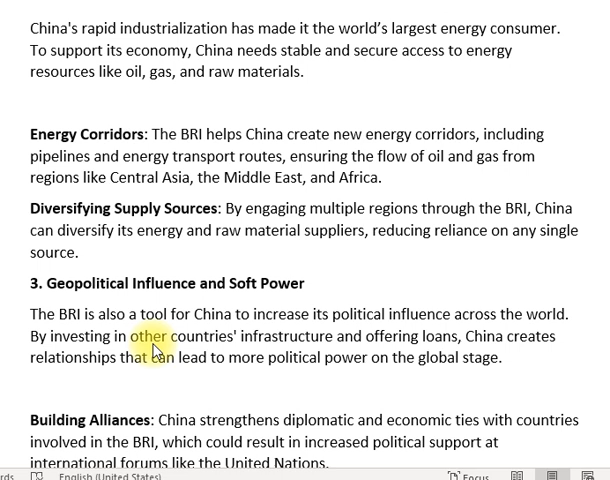 China's rapid industrialization has made it the world’s largest energy consumer.
To support its economy, China needs stable and secure access to energy
resources like oil, gas, and raw materials.
Energy Corridors: The BRI helps China create new energy corridors, including
pipelines and energy transport routes, ensuring the flow of oil and gas from
regions like Central Asia, the Middle East, and Africa.
Diversifying Supply Sources: By engaging multiple regions through the BRI, China
can diversify its energy and raw material suppliers, reducing reliance on any single
source.
3. Geopolitical Influence and Soft Power
The BRI is also a tool for China to increase its political influence across the world.
By investing in other countries' infrastructure and offering loans, China creates
relationships that can lead to more political power on the global stage.
Building Alliances: China strengthens diplomatic and economic ties with countries
involved in the BRI, which could result in increased political support at
international forums like the United Nations.
English (United States) Focus